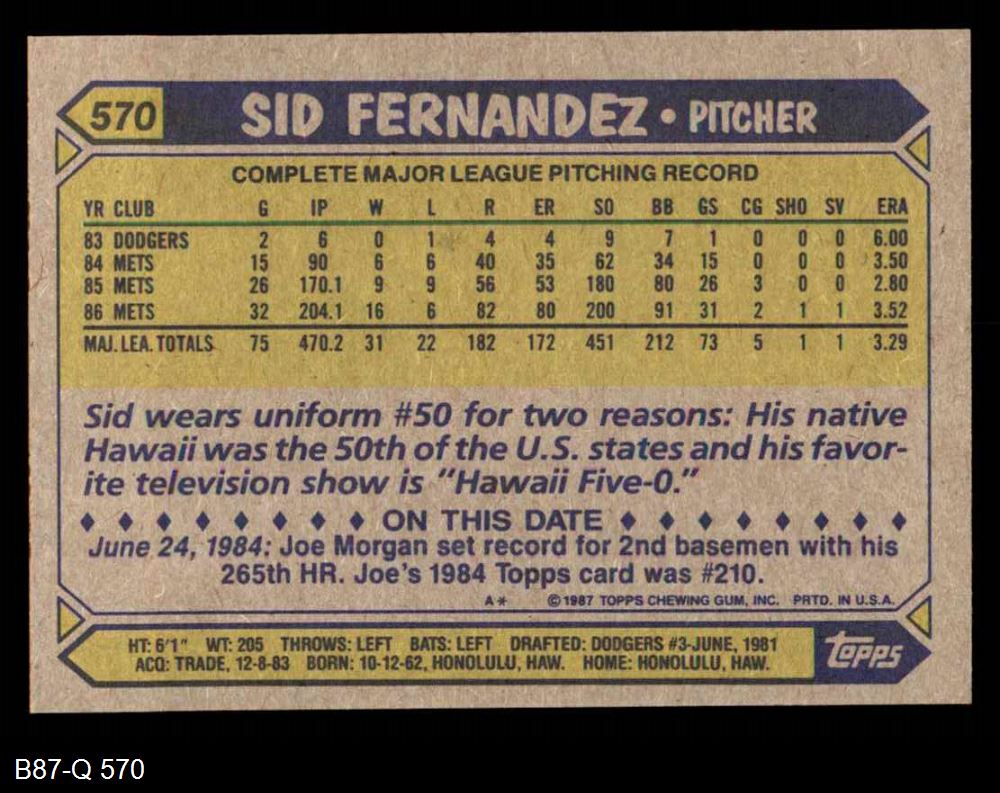 570 SID FERNANDEZ • PITCHER
COMPLETE MAJOR LEAGUE PITCHING RECORD
YR CLUB G IP W L R ER SO BB GS CG SHO SV ERA
83 DODGERS 2 6 0 1 4 4 9 7 1 0 0 0 6.00
84 METS 15 90 6 6 40 35 62 34 15 0 0 0 3.50
85 METS 26 170.1 9 9 56 53 180 80 26 3 0 0 2.80
86 METS 32 204.1 16 6 82 80 200 91 31 2 1 1 3.52
MAJ. LEA. TOTALS 75 470.2 31 22 182 172 451 212 73 5 1 1 3.29
Sid wears uniform #50 for two reasons: His native
Hawaii was the 50th of the U.S. states and his favor-
ite television show is "Hawaii Five-0."
♦ ♦ ♦ ♦ ♦ ♦ ♦ ♦ ON THIS DATE ♦ ♦ ♦ ♦ ♦ ♦ ♦ ♦
June 24, 1984: Joe Morgan set record for 2nd basemen with his
265th HR. Joe's 1984 Topps card was #210.
A* © 1987 TOPPS CHEWING GUM, INC. PRTD. IN U.S.A.
HT: 6'1" WT: 205 THROWS: LEFT BATS: LEFT DRAFTED: DODGERS #3-JUNE, 1981
ACQ: TRADE, 12-8-83 BORN: 10-12-62, HONOLULU, HAW. HOME: HONOLULU, HAW.
topps
B87-Q 570